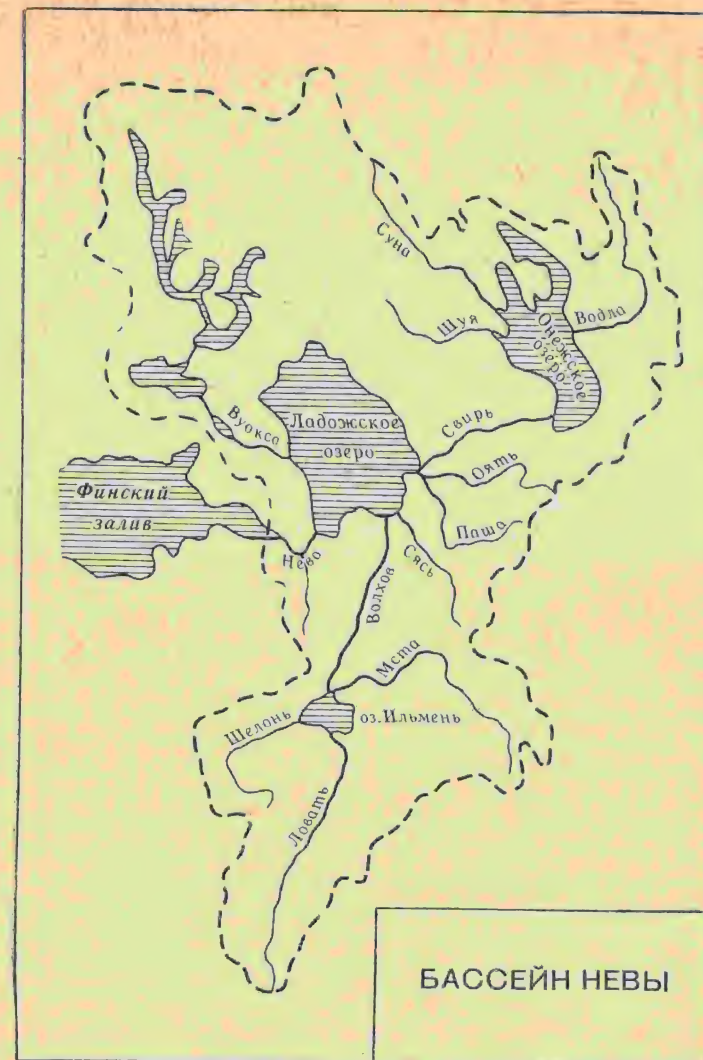 Суна
Шуя
Онежское
озеро
Водла
Вуокса
Ладожское
озеро
Свирь
Оять
Паша
Финский
залив
Нева
Сясь
Волхов
Мста
Шелонь
оз.Ильмень
Ловать
БАССЕЙН НЕВЫ